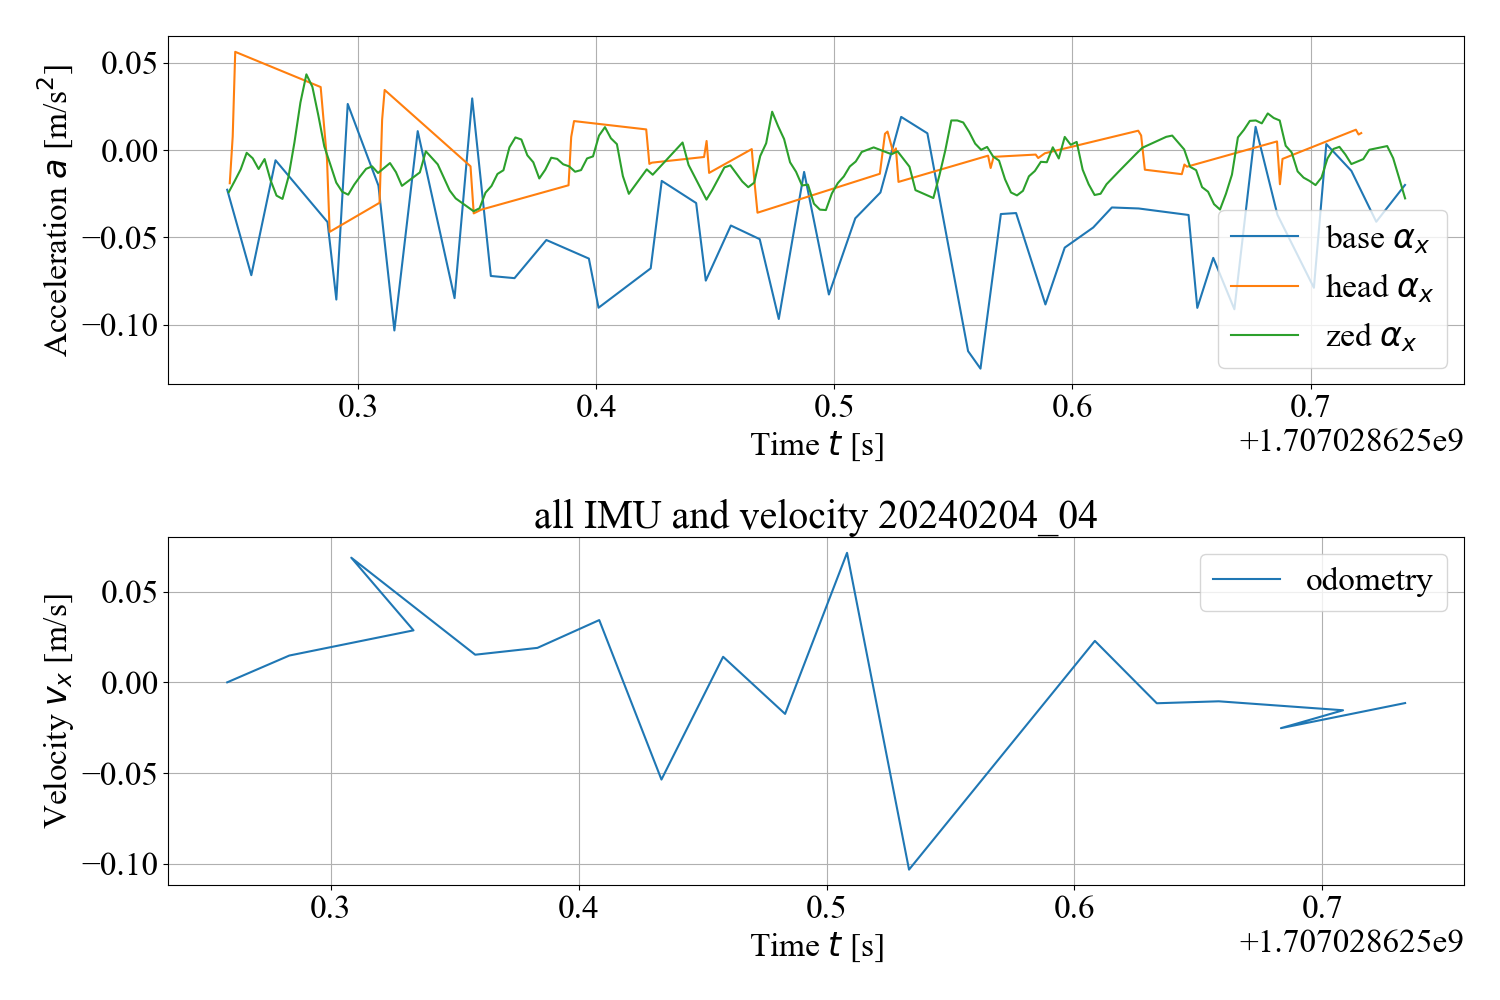 0.05
0.00
−0.05
−0.10
Acceleration a [m/s²]
base αₓ
head αₓ
zed αₓ
0.3 0.4 0.5 0.6 0.7
Time t [s]
+1.707028625e9
all IMU and velocity 20240204_04
0.05
0.00
−0.05
−0.10
Velocity vₓ [m/s]
odometry
0.3 0.4 0.5 0.6 0.7
Time t [s]
+1.707028625e9